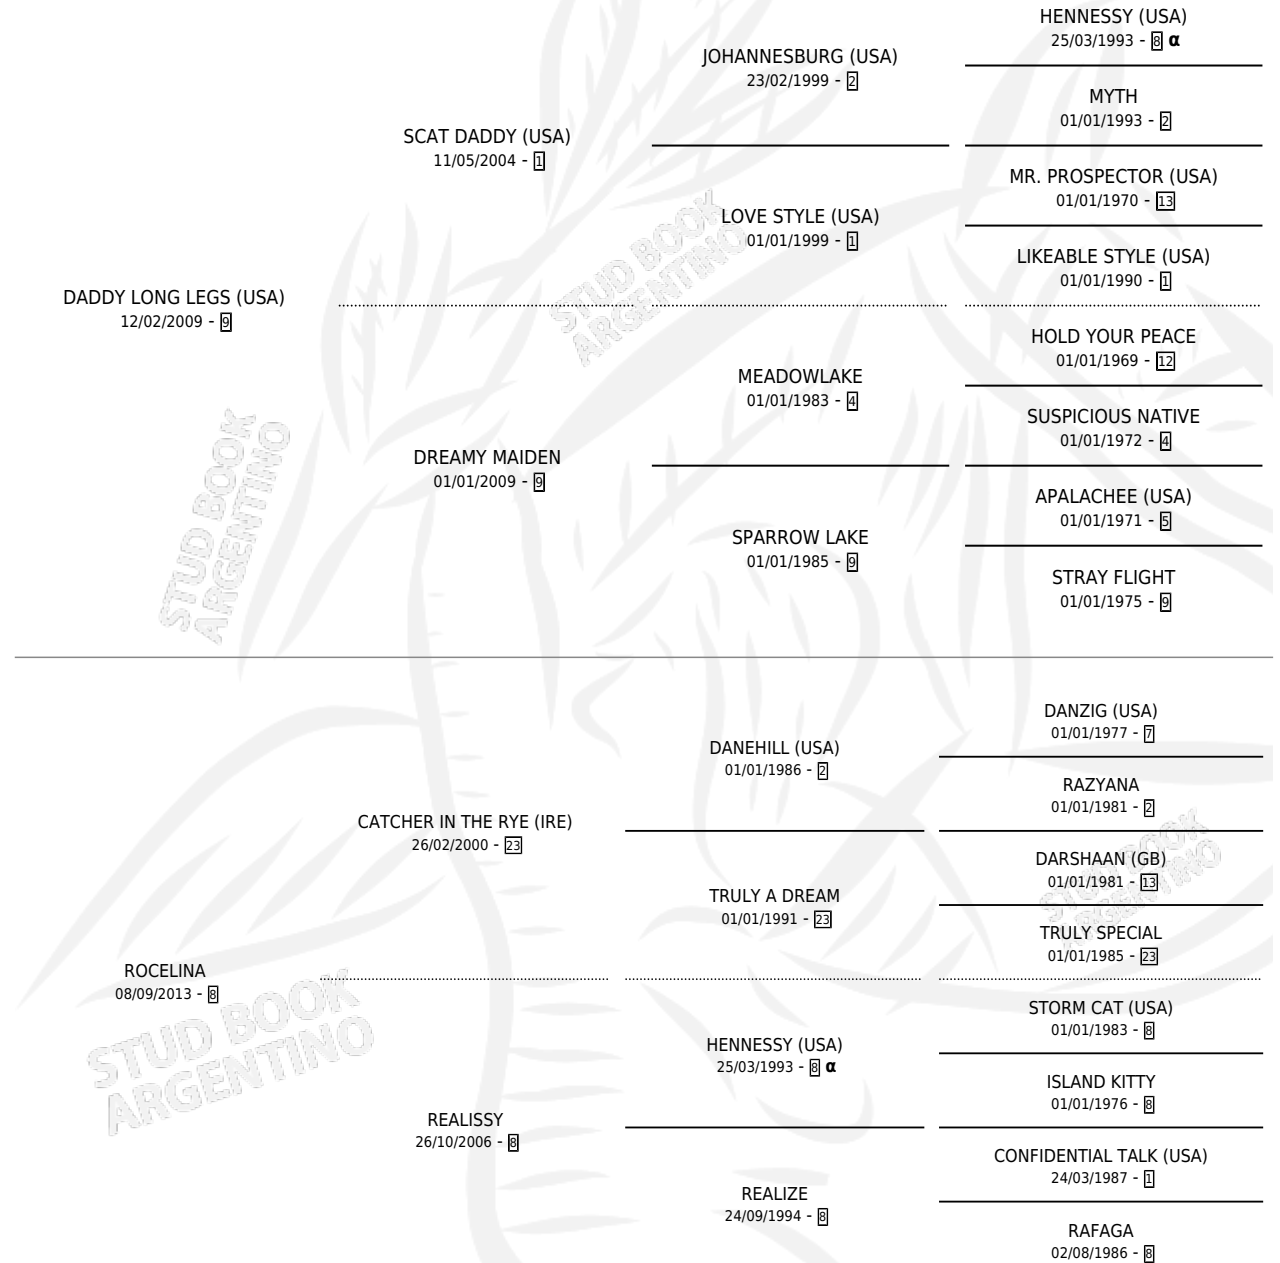 HENNESSY (USA)
25/03/1993 - 8 α
JOHANNESBURG (USA)
23/02/1999 - 2
MYTH
01/01/1993 - 2
SCAT DADDY (USA)
11/05/2004 - 1
MR. PROSPECTOR (USA)
01/01/1970 - 13
LOVE STYLE (USA)
01/01/1999 - 1
LIKEABLE STYLE (USA)
01/01/1990 - 1
DADDY LONG LEGS (USA)
12/02/2009 - 9
HOLD YOUR PEACE
01/01/1969 - 12
MEADOWLAKE
01/01/1983 - 4
SUSPICIOUS NATIVE
01/01/1972 - 4
DREAMY MAIDEN
01/01/2009 - 9
APALACHEE (USA)
01/01/1971 - 5
SPARROW LAKE
01/01/1985 - 9
STRAY FLIGHT
01/01/1975 - 9
STUD BOOK
ARGENTINO
STUD BOOK
ARGENTINO
DANZIG (USA)
01/01/1977 - 7
DANEHILL (USA)
01/01/1986 - 2
RAZYANA
01/01/1981 - 2
CATCHER IN THE RYE (IRE)
26/02/2000 - 23
DARSHAAN (GB)
01/01/1981 - 13
TRULY A DREAM
01/01/1991 - 23
TRULY SPECIAL
01/01/1985 - 23
ROCELINA
08/09/2013 - 8
STORM CAT (USA)
01/01/1983 - 8
HENNESSY (USA)
25/03/1993 - 8 α
ISLAND KITTY
01/01/1976 - 8
REALISSY
26/10/2006 - 8
CONFIDENTIAL TALK (USA)
24/03/1987 - 1
REALIZE
24/09/1994 - 8
RAFAGA
02/08/1986 - 8
STUD BOOK
ARGENTINO
STUD BOOK
ARGENTINO